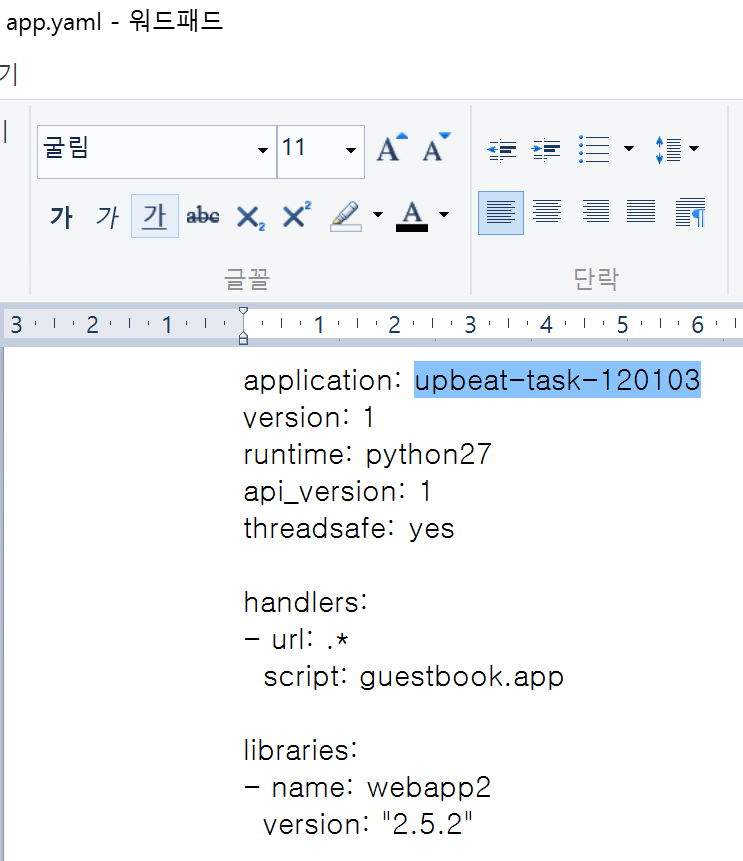 app.yaml - 워드패드
기
굴림 11 A A
가 가 가 abc X₂ X² A
글꼴 단락
3 2 1 1 2 3 4 5 6
application: upbeat-task-120103
version: 1
runtime: python27
api_version: 1
threadsafe: yes
handlers:
- url: .*
script: guestbook.app
libraries:
- name: webapp2
version: "2.5.2"